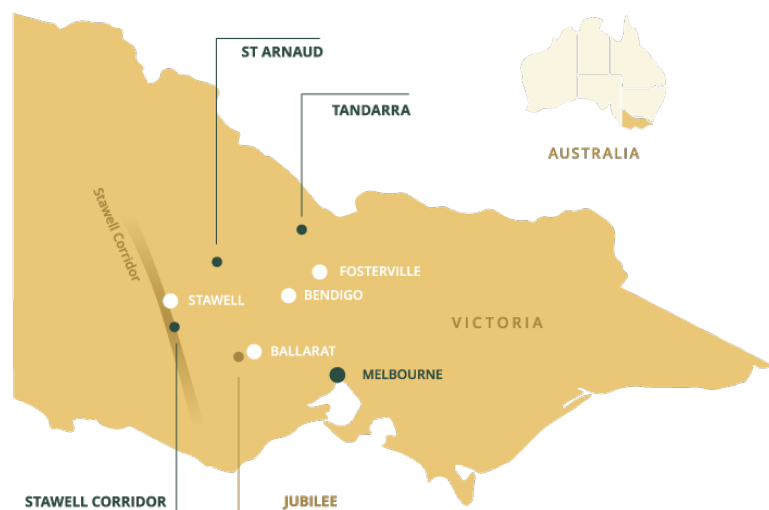 ST ARNAUD
TANDARRA
AUSTRALIA
Stawell Corridor
FOSTERVILLE
BENDIGO
STAWELL
VICTORIA
BALLARAT
MELBOURNE
STAWELL CORRIDOR
JUBILEE